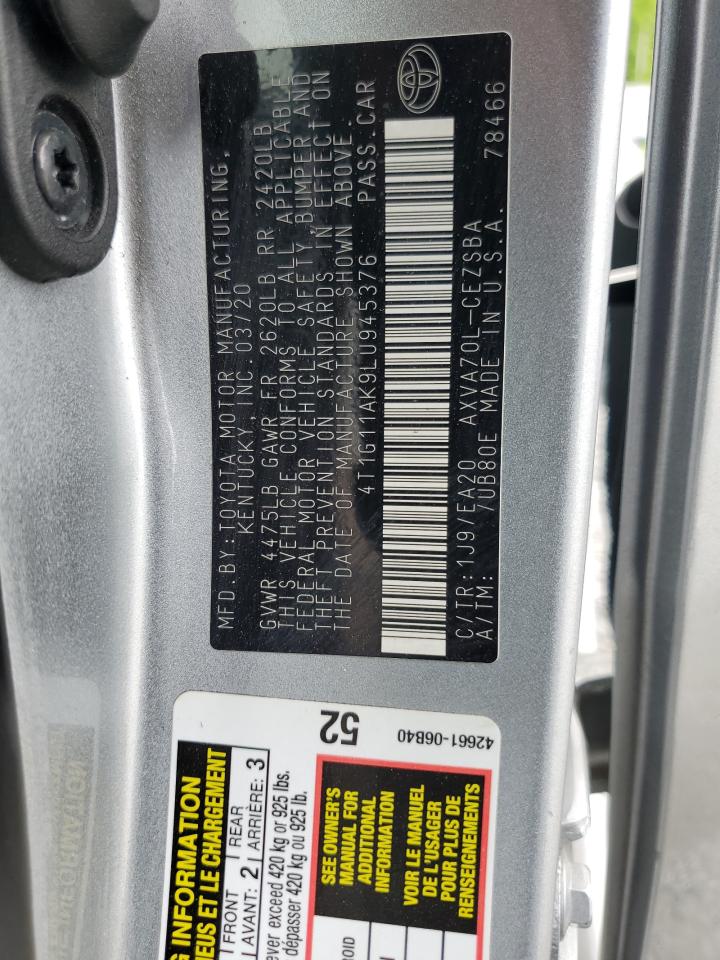 MFD.BY:TOYOTA MOTOR MANUFACTURING,
KENTUCKY, INC. 03/20
GVWR 4475LB GAWR FR 2620LB RR 2420LB
THIS VEHICLE CONFORMS TO ALL APPLICABLE
FEDERAL MOTOR VEHICLE SAFETY, BUMPER AND
THEFT PREVENTION STANDARDS IN EFFECT ON
THE DATE OF MANUFACTURE SHOWN ABOVE.
4T1G11AK9LU945376 PASS.CAR
C/TR:1J9/EA20 AXVA70L-CEZSBA
A/TM: /UB80E MADE IN U.S.A. 78466
G INFORMATION
IEUS ET LE CHARGEMENT
FRONT REAR
LAVANT: 2 L'ARRIÈRE: 3
ever exceed 420 kg or 925 lbs.
dépasser 420 kg ou 925 lb.
52
42661-06B40
SEE OWNER'S
MANUAL FOR
ADDITIONAL
INFORMATION
VOIR LE MANUEL
DE L'USAGER
POUR PLUS DE
RENSEIGNEMENTS